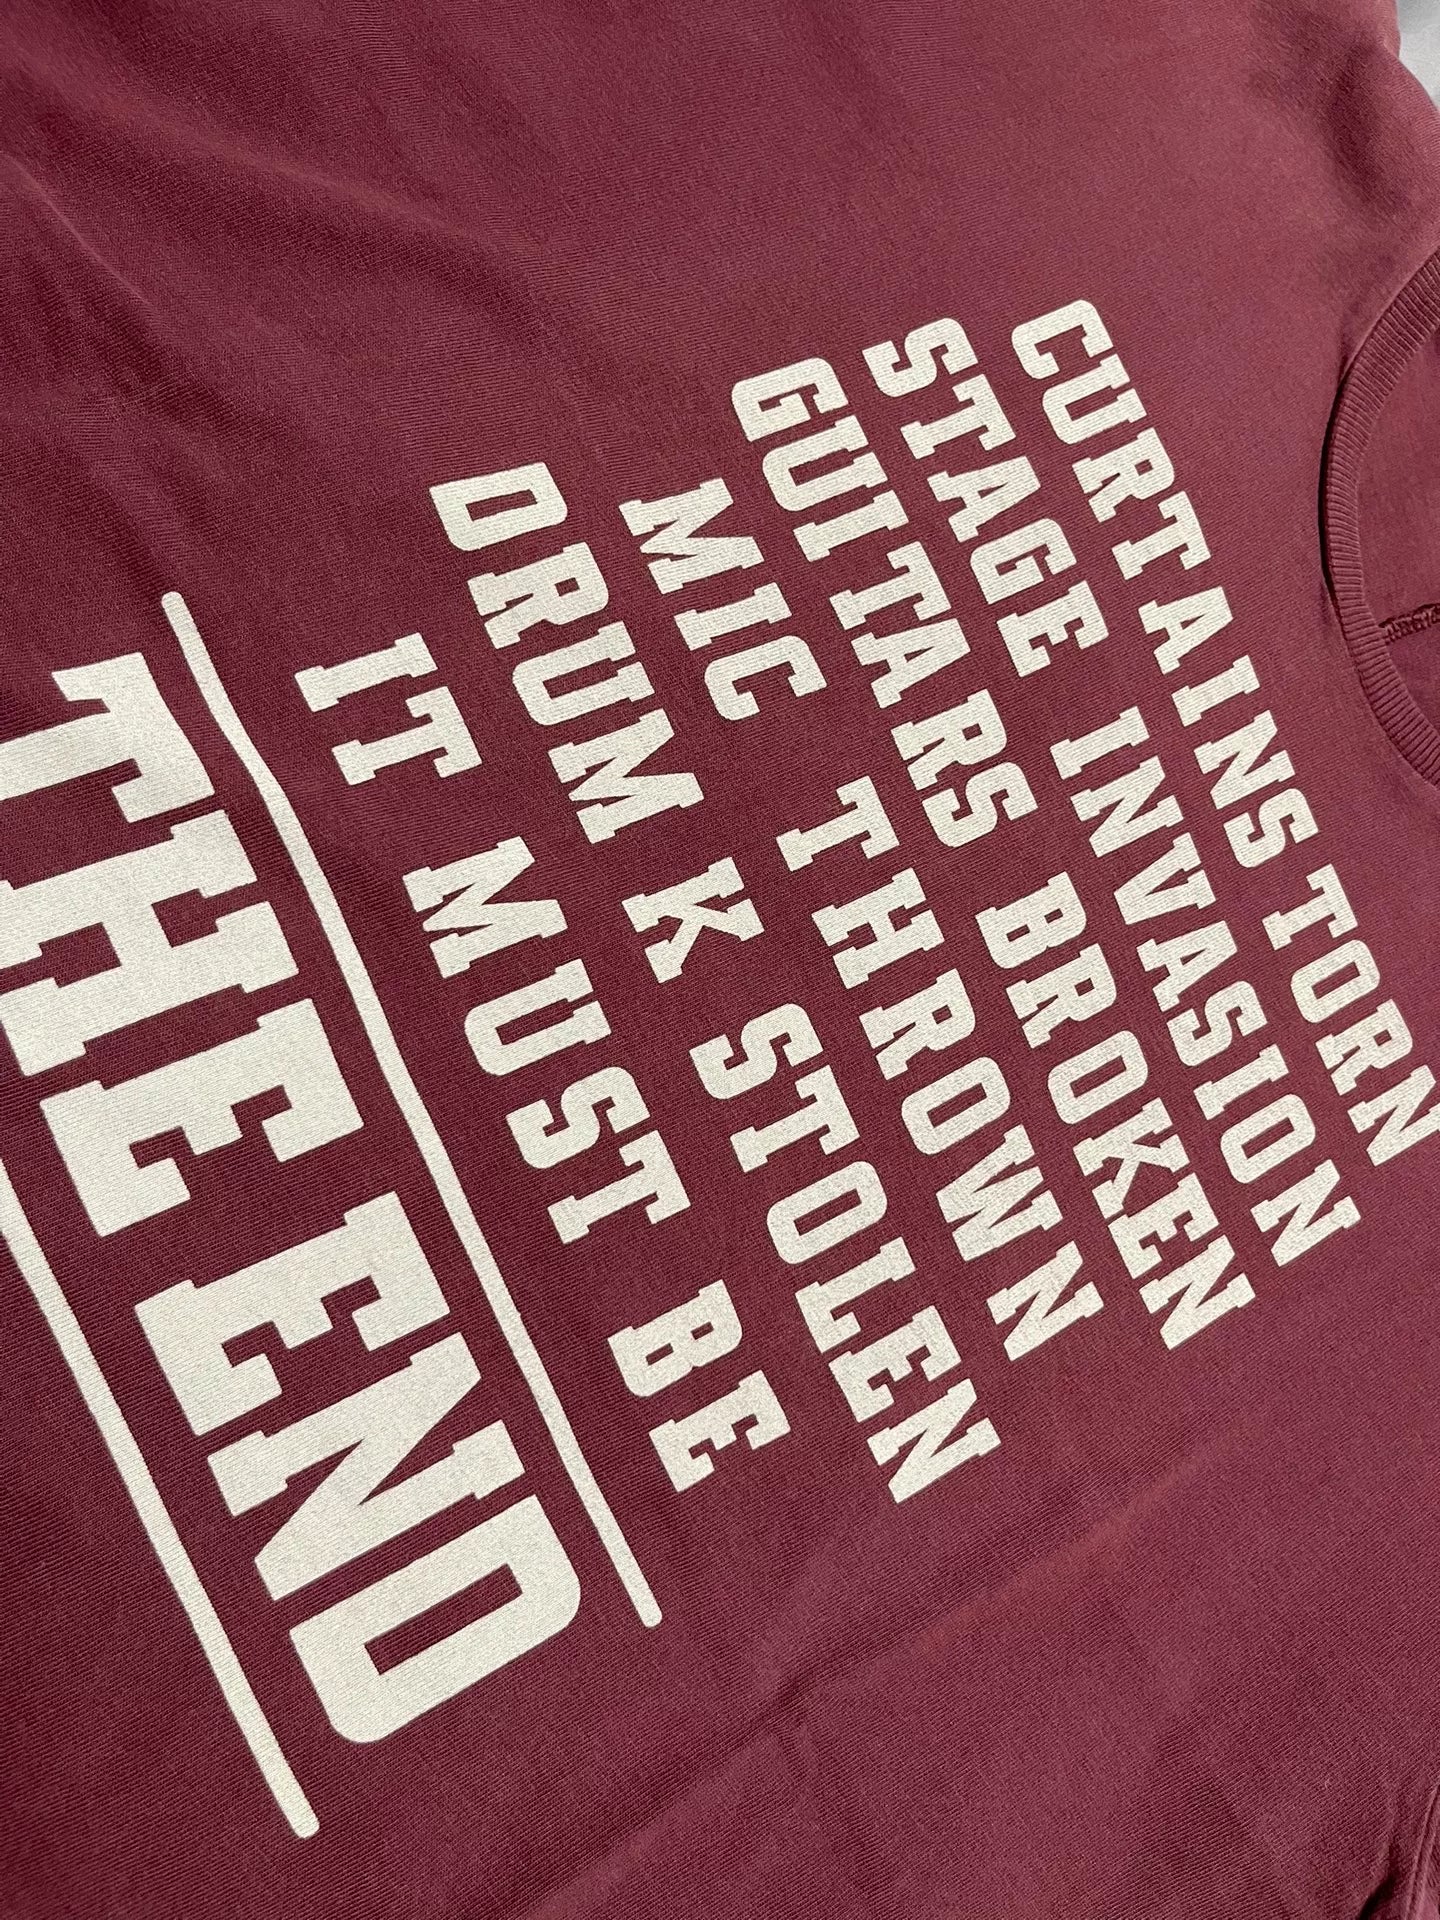 CURTAINS TORN
STAGE INVASION
GUITARS BROKEN
MIC THROWN
DRUM K STOLEN
IT MUST BE
THE END